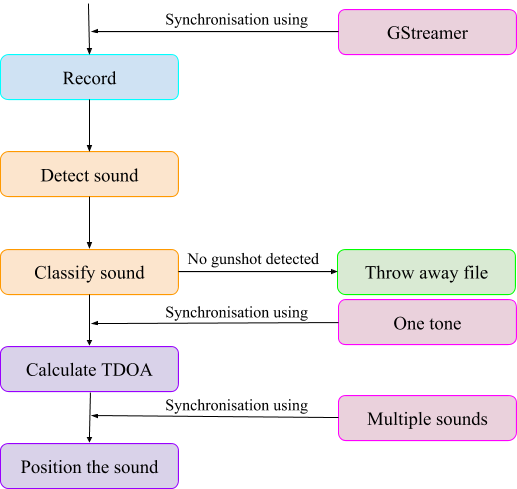 Synchronisation using
GStreamer
Record
Detect sound
Classify sound
No gunshot detected
Throw away file
Synchronisation using
One tone
Calculate TDOA
Synchronisation using
Multiple sounds
Position the sound